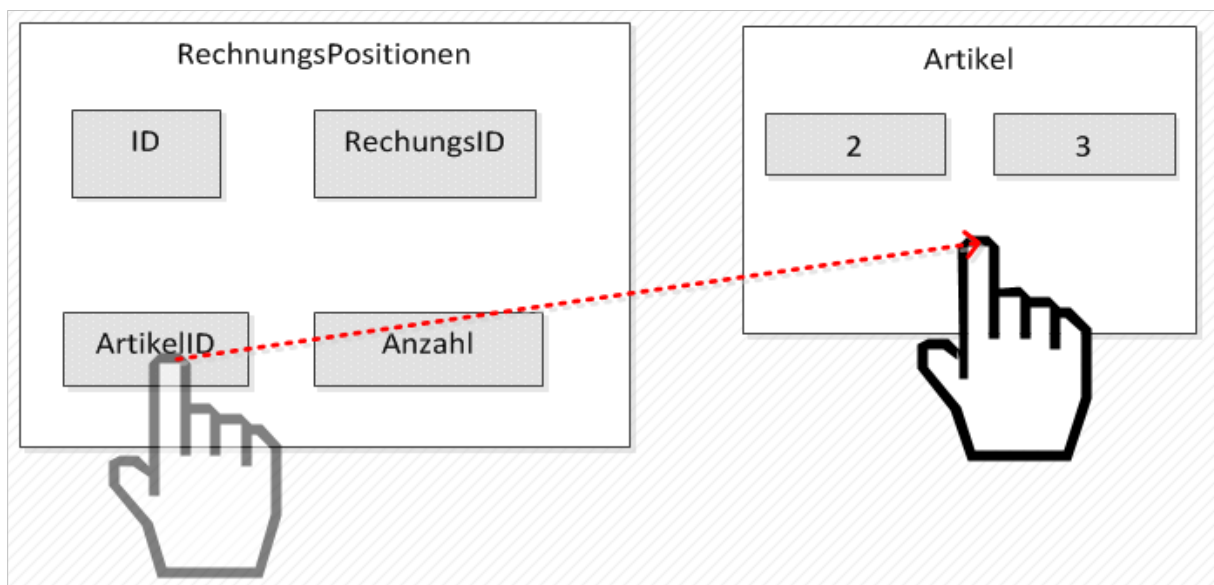 RechnungsPositionen
ID
RechungsID
ArtikelID
Anzahl
Artikel
2
3